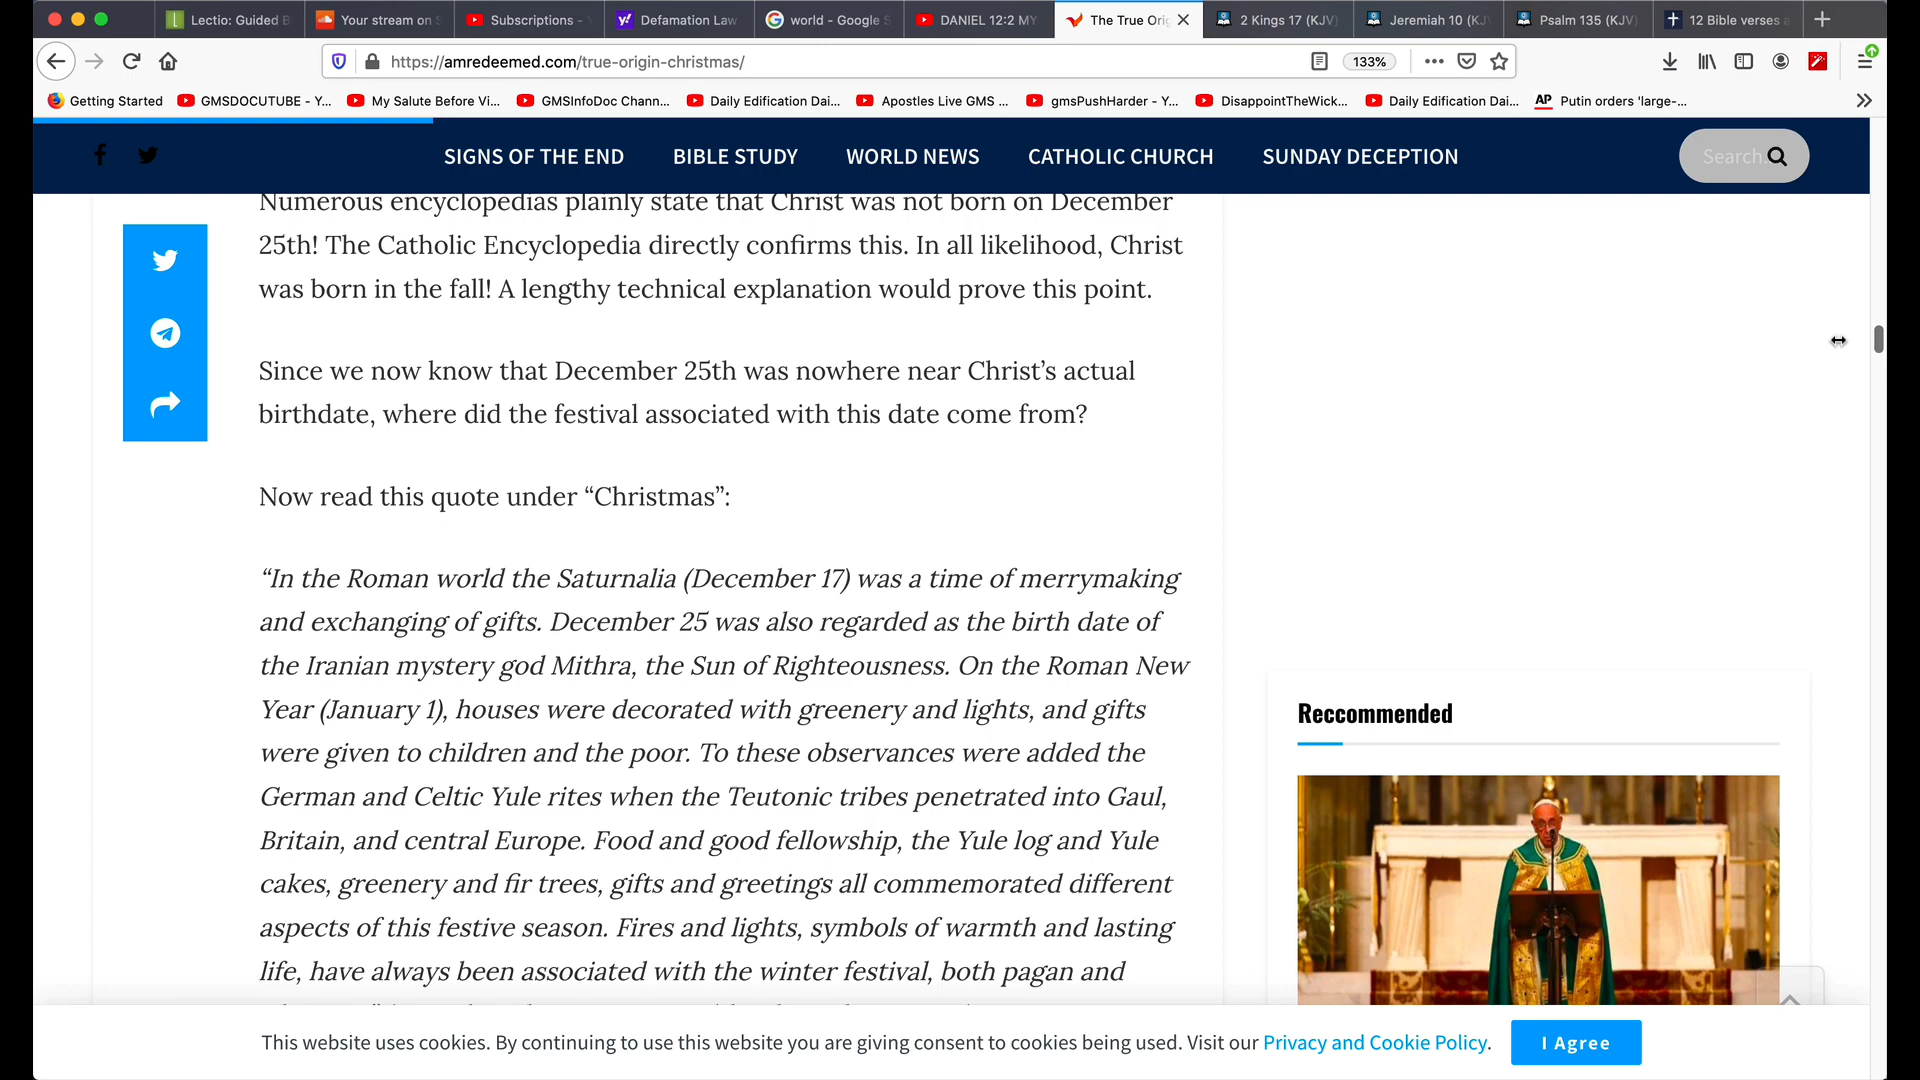 Lectio: Guided B
Your stream on S
Subscriptions - Y
Defamation Law
world - Google S
DANIEL 12:2 MY
The True Orig
2 Kings 17 (KJV)
Jeremiah 10 (KJV
Psalm 135 (KJV)
12 Bible verses a
https://amredeemed.com/true-origin-christmas/
133%
Getting Started
GMSDOCUTUBE - Y...
My Salute Before Vi...
GMSInfoDoc Chann...
Daily Edification Dai...
Apostles Live GMS ...
gmsPushHarder - Y...
DisappointTheWick...
Daily Edification Dai...
AP Putin orders 'large-...
SIGNS OF THE END
BIBLE STUDY
WORLD NEWS
CATHOLIC CHURCH
SUNDAY DECEPTION
Search
Numerous encyclopedias plainly state that Christ was not born on December
25th! The Catholic Encyclopedia directly confirms this. In all likelihood, Christ
was born in the fall! A lengthy technical explanation would prove this point.
Since we now know that December 25th was nowhere near Christ’s actual
birthdate, where did the festival associated with this date come from?
Now read this quote under “Christmas”:
“In the Roman world the Saturnalia (December 17) was a time of merrymaking
and exchanging of gifts. December 25 was also regarded as the birth date of
the Iranian mystery god Mithra, the Sun of Righteousness. On the Roman New
Year (January 1), houses were decorated with greenery and lights, and gifts
were given to children and the poor. To these observances were added the
German and Celtic Yule rites when the Teutonic tribes penetrated into Gaul,
Britain, and central Europe. Food and good fellowship, the Yule log and Yule
cakes, greenery and fir trees, gifts and greetings all commemorated different
aspects of this festive season. Fires and lights, symbols of warmth and lasting
life, have always been associated with the winter festival, both pagan and
Reccommended
This website uses cookies. By continuing to use this website you are giving consent to cookies being used. Visit our Privacy and Cookie Policy.
I Agree